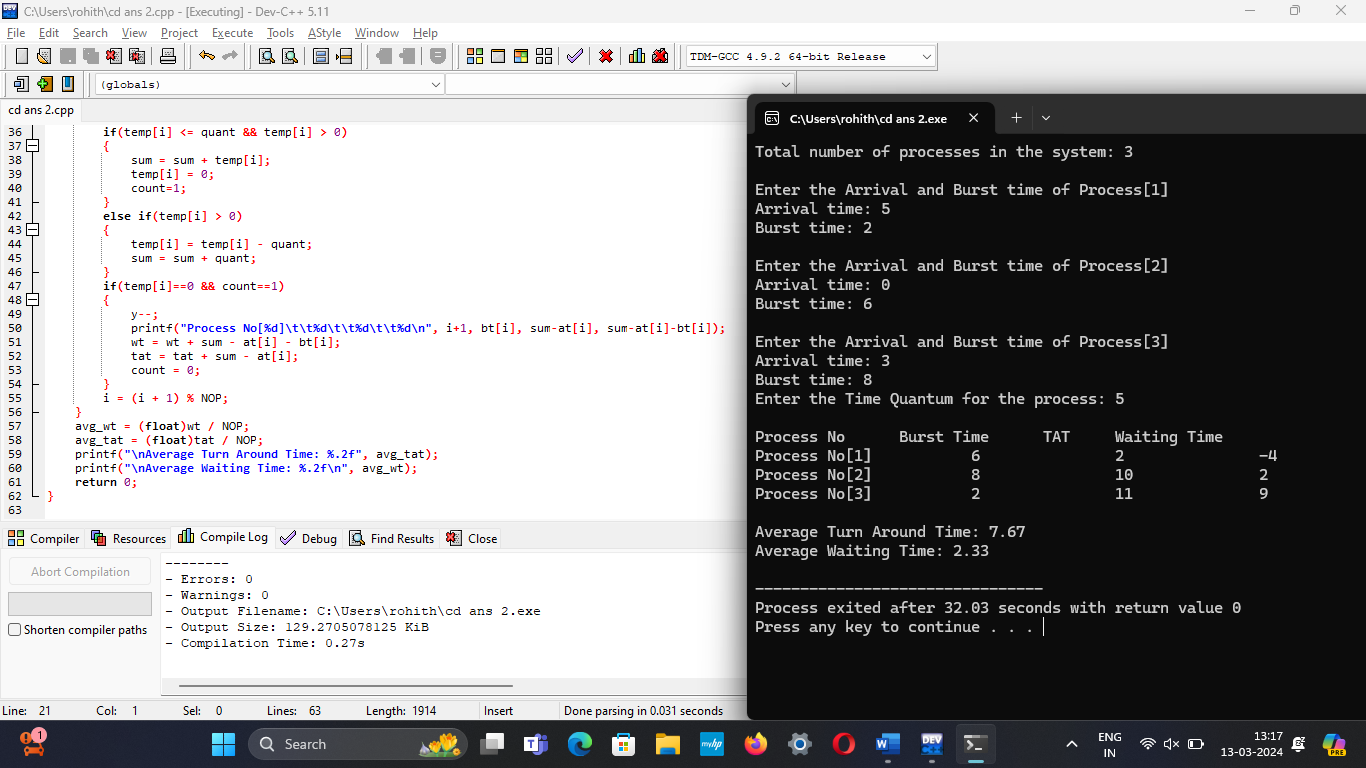 C:\Users\rohith\cd ans 2.cpp - [Executing] - Dev-C++ 5.11
File Edit Search View Project Execute Tools AStyle Window Help
TDM-GCC 4.9.2 64-bit Release
(globals)
cd ans 2.cpp
36 if(temp[i] <= quant && temp[i] > 0)
37 {
38 sum = sum + temp[i];
39 temp[i] = 0;
40 count=1;
41 }
42 else if(temp[i] > 0)
43 {
44 temp[i] = temp[i] - quant;
45 sum = sum + quant;
46 }
47 if(temp[i]==0 && count==1)
48 {
49 y--;
50 printf("Process No[%d]\t\t%d\t\t%d\t\t%d\n", i+1, bt[i], sum-at[i], sum-at[i]-bt[i]);
51 wt = wt + sum - at[i] - bt[i];
52 tat = tat + sum - at[i];
53 count = 0;
54 }
55 i = (i + 1) % NOP;
56 }
57 avg_wt = (float)wt / NOP;
58 avg_tat = (float)tat / NOP;
59 printf("\nAverage Turn Around Time: %.2f", avg_tat);
60 printf("\nAverage Waiting Time: %.2f\n", avg_wt);
61 return 0;
62 }
63
Compiler Resources Compile Log Debug Find Results Close
Abort Compilation
Shorten compiler paths
--------
- Errors: 0
- Warnings: 0
- Output Filename: C:\Users\rohith\cd ans 2.exe
- Output Size: 129.2705078125 KiB
- Compilation Time: 0.27s
Line: 21 Col: 1 Sel: 0 Lines: 63 Length: 1914 Insert Done parsing in 0.031 seconds
C:\Users\rohith\cd ans 2.exe
Total number of processes in the system: 3
Enter the Arrival and Burst time of Process[1]
Arrival time: 5
Burst time: 2
Enter the Arrival and Burst time of Process[2]
Arrival time: 0
Burst time: 6
Enter the Arrival and Burst time of Process[3]
Arrival time: 3
Burst time: 8
Enter the Time Quantum for the process: 5
Process No Burst Time TAT Waiting Time
Process No[1] 6 2 -4
Process No[2] 8 10 2
Process No[3] 2 11 9
Average Turn Around Time: 7.67
Average Waiting Time: 2.33
--------------------------------
Process exited after 32.03 seconds with return value 0
Press any key to continue . . .
1
Search
myhp
W
DEV
PRE
ENG
IN
13:17
13-03-2024